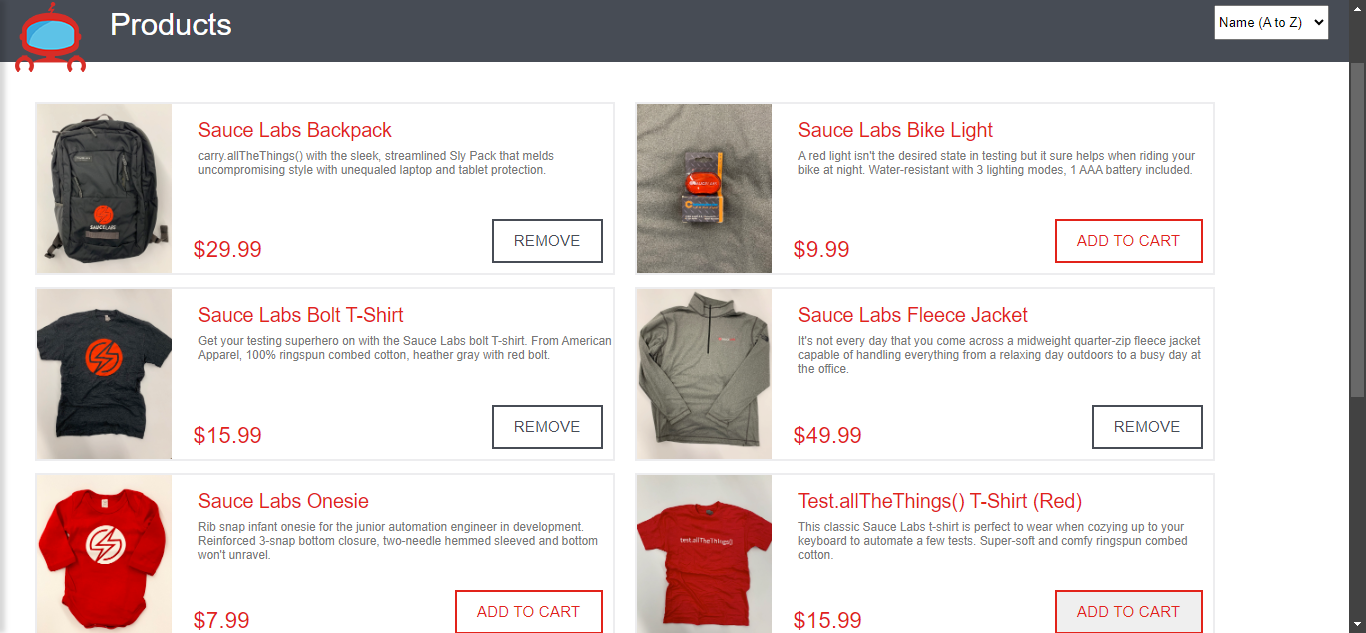 Products
Name (A to Z)
Sauce Labs Backpack
carry.allTheThings() with the sleek, streamlined Sly Pack that melds
uncompromising style with unequaled laptop and tablet protection.
$29.99
REMOVE
SAUCELABS
Sauce Labs Bike Light
A red light isn't the desired state in testing but it sure helps when riding your
bike at night. Water-resistant with 3 lighting modes, 1 AAA battery included.
$9.99
ADD TO CART
Sauce Labs Bolt T-Shirt
Get your testing superhero on with the Sauce Labs bolt T-shirt. From American
Apparel, 100% ringspun combed cotton, heather gray with red bolt.
$15.99
REMOVE
Sauce Labs Fleece Jacket
It's not every day that you come across a midweight quarter-zip fleece jacket
capable of handling everything from a relaxing day outdoors to a busy day at
the office.
$49.99
REMOVE
Sauce Labs Onesie
Rib snap infant onesie for the junior automation engineer in development.
Reinforced 3-snap bottom closure, two-needle hemmed sleeved and bottom
won't unravel.
$7.99
ADD TO CART
test.allTheThings()
Test.allTheThings() T-Shirt (Red)
This classic Sauce Labs t-shirt is perfect to wear when cozying up to your
keyboard to automate a few tests. Super-soft and comfy ringspun combed
cotton.
$15.99
ADD TO CART